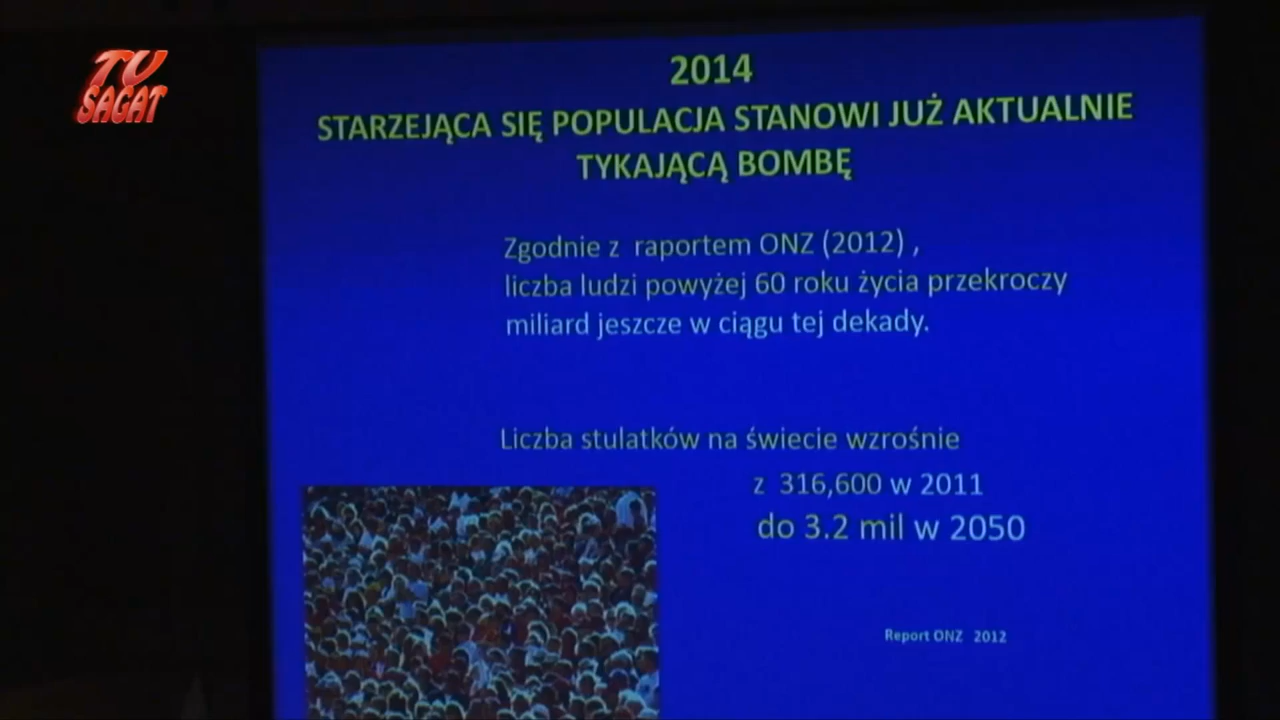 TV
SAGAT
2014
STARZEJĄCA SIĘ POPULACJA STANOWI JUŻ AKTUALNIE
TYKAJĄCĄ BOMBĘ
Zgodnie z raportem ONZ (2012) ,
liczba ludzi powyżej 60 roku życia przekroczy
miliard jeszcze w ciągu tej dekady.
Liczba stulatków na świecie wzrośnie
z 316,600 w 2011
do 3.2 mil w 2050
Report ONZ 2012